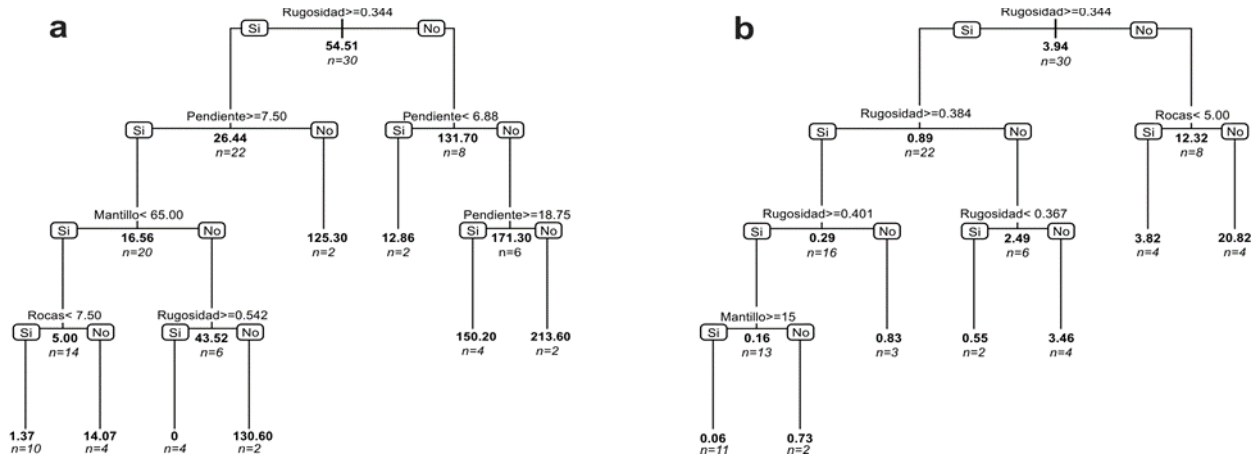 a
Rugosidad>=0.344
Si No
54.51
n=30
Pendiente>=7.50 Pendiente< 6.88
Si No Si No
26.44 131.70
n=22 n=8
Mantillo< 65.00 Pendiente>=18.75
Si No Si No
16.56 125.30 12.86 171.30
n=20 n=2 n=2 n=6
Rocas< 7.50 Rugosidad>=0.542
Si No Si No
5.00 43.52 150.20 213.60
n=14 n=6 n=4 n=2
1.37 14.07 0 130.60
n=10 n=4 n=4 n=2
b
Rugosidad>=0.344
Si No
3.94
n=30
Rugosidad>=0.384 Rocas< 5.00
Si No Si No
0.89 12.32
n=22 n=8
Rugosidad>=0.401 Rugosidad< 0.367
Si No Si No
0.29 2.49 3.82 20.82
n=16 n=6 n=4 n=4
Mantillo>=15
Si No
0.16 0.83 0.55 3.46
n=13 n=3 n=2 n=4
0.06 0.73
n=11 n=2